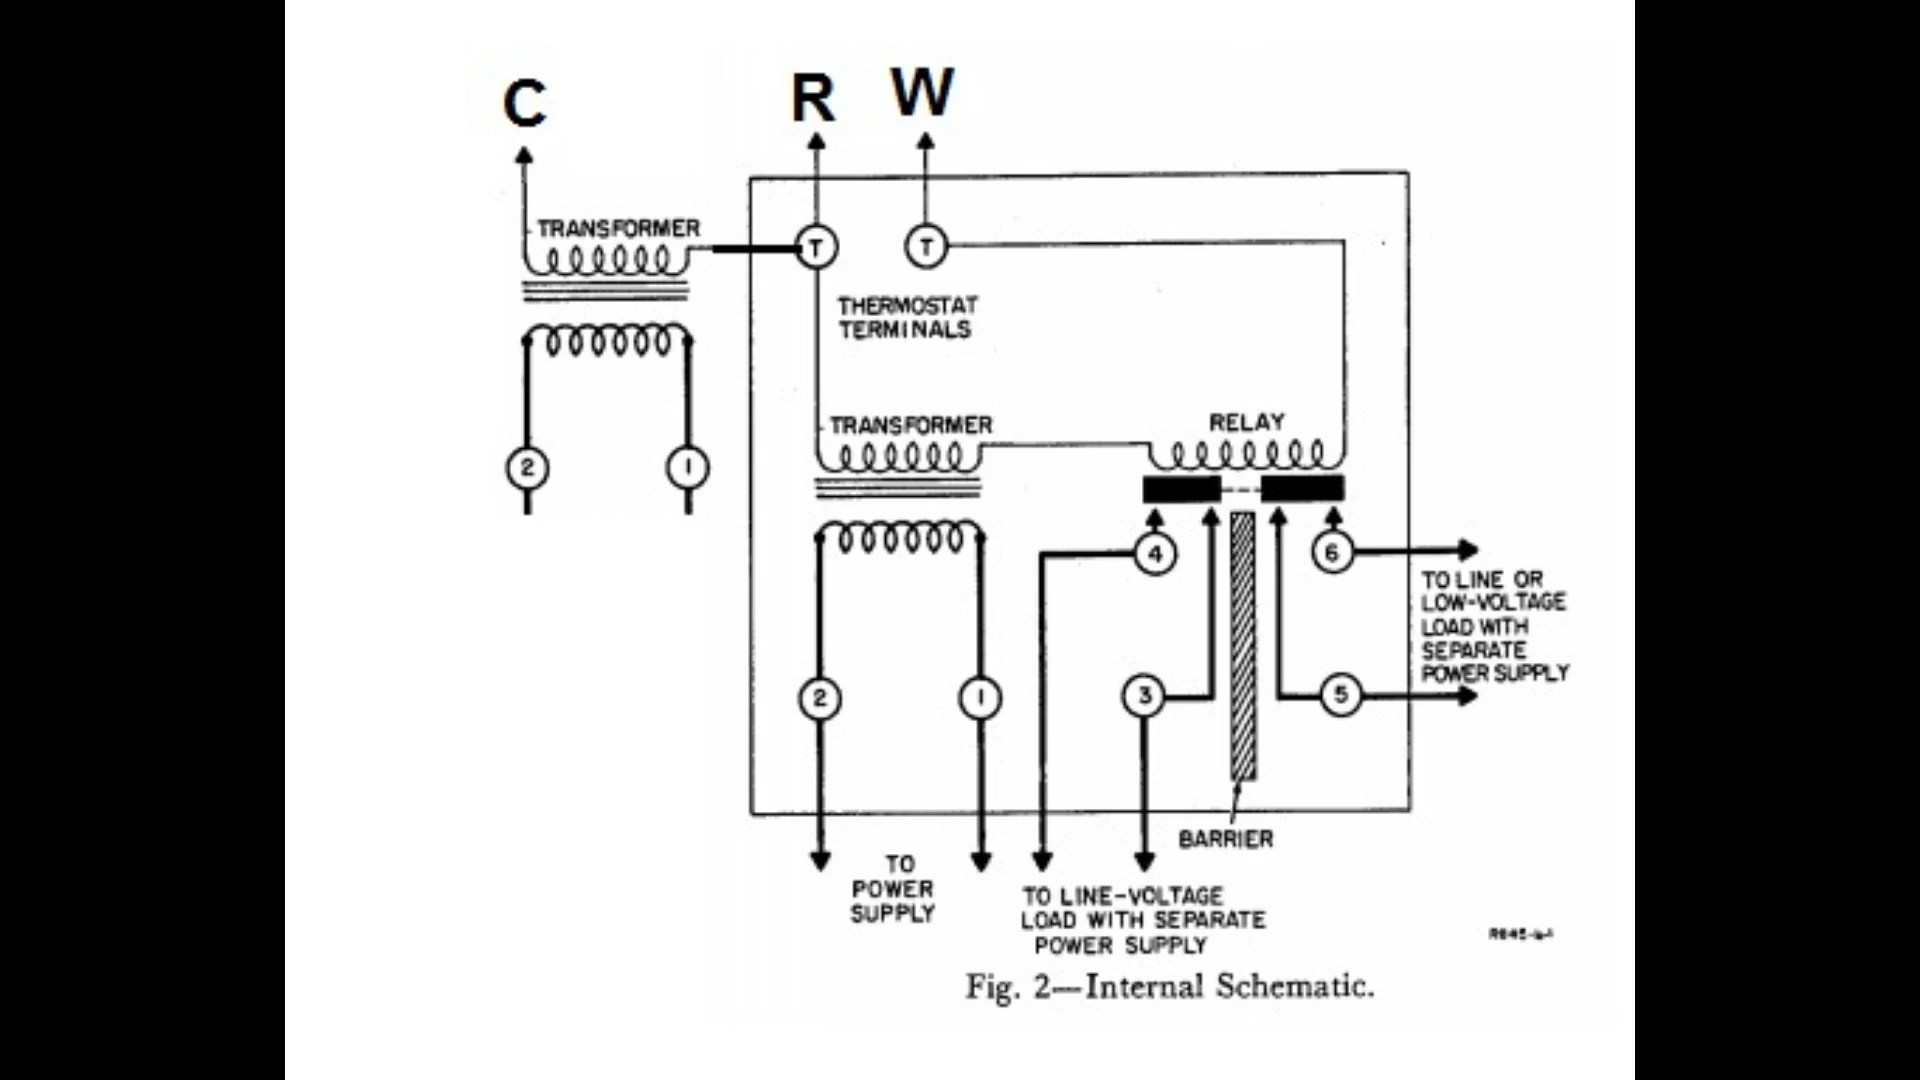 C
R
W
TRANSFORMER
T
T
THERMOSTAT
TERMINALS
2
1
TRANSFORMER
RELAY
4
6
TO LINE OR
LOW-VOLTAGE
LOAD WITH
SEPARATE
POWER SUPPLY
2
1
3
5
BARRIER
TO
POWER
SUPPLY
TO LINE-VOLTAGE
LOAD WITH SEPARATE
POWER SUPPLY
Fig. 2—Internal Schematic.